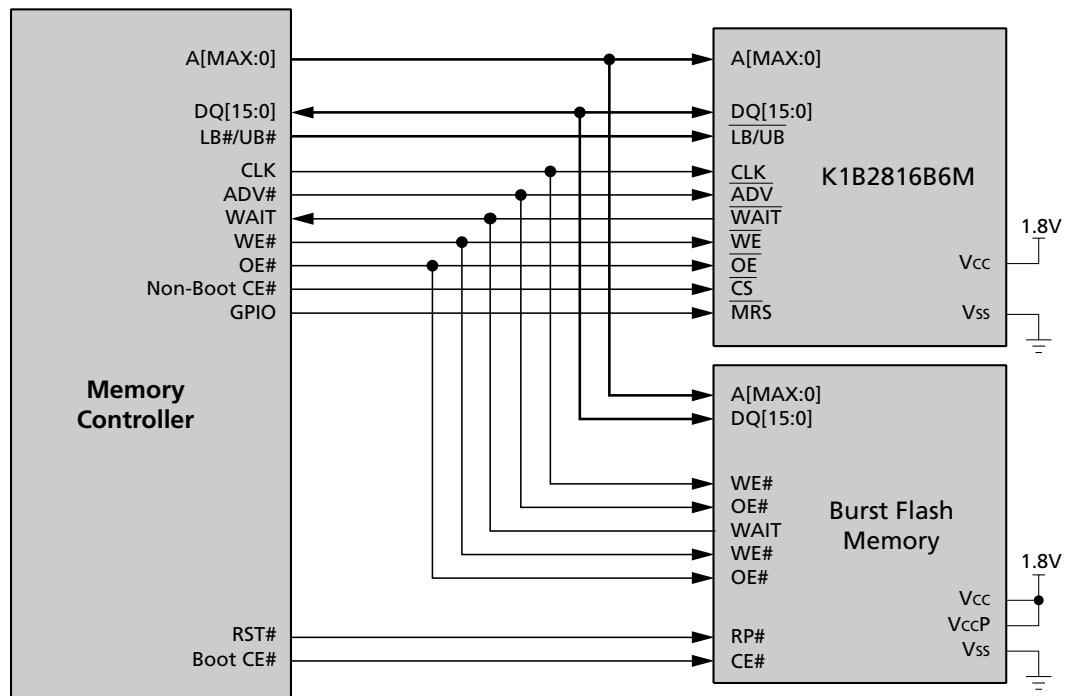 A[MAX:0]
DQ[15:0]
LB#/UB#
CLK
ADV#
WAIT
WE#
OE#
Non-Boot CE#
GPIO
Memory
Controller
RST#
Boot CE#
A[MAX:0]
DQ[15:0]
LB/UB
CLK
ADV
WAIT
WE
OE
CS
MRS
K1B2816B6M
1.8V
Vcc
Vss
A[MAX:0]
DQ[15:0]
WE#
OE#
WAIT
WE#
OE#
RP#
CE#
Burst Flash
Memory
1.8V
Vcc
VccP
Vss